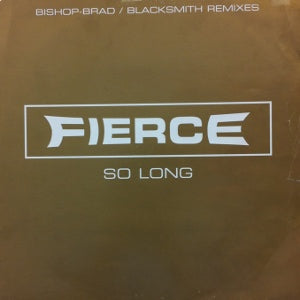 BISHOP-BRAD / BLACKSMITH REMIXES
FIERCE
SO LONG